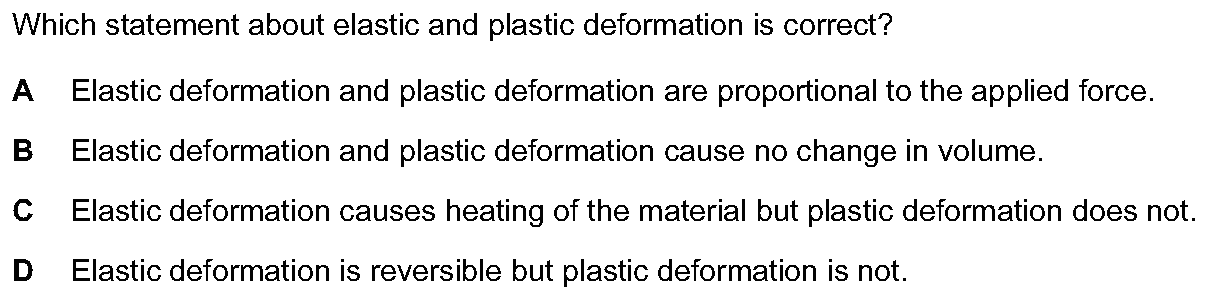 Which statement about elastic and plastic deformation is correct?
A Elastic deformation and plastic deformation are proportional to the applied force.
B Elastic deformation and plastic deformation cause no change in volume.
C Elastic deformation causes heating of the material but plastic deformation does not.
D Elastic deformation is reversible but plastic deformation is not.